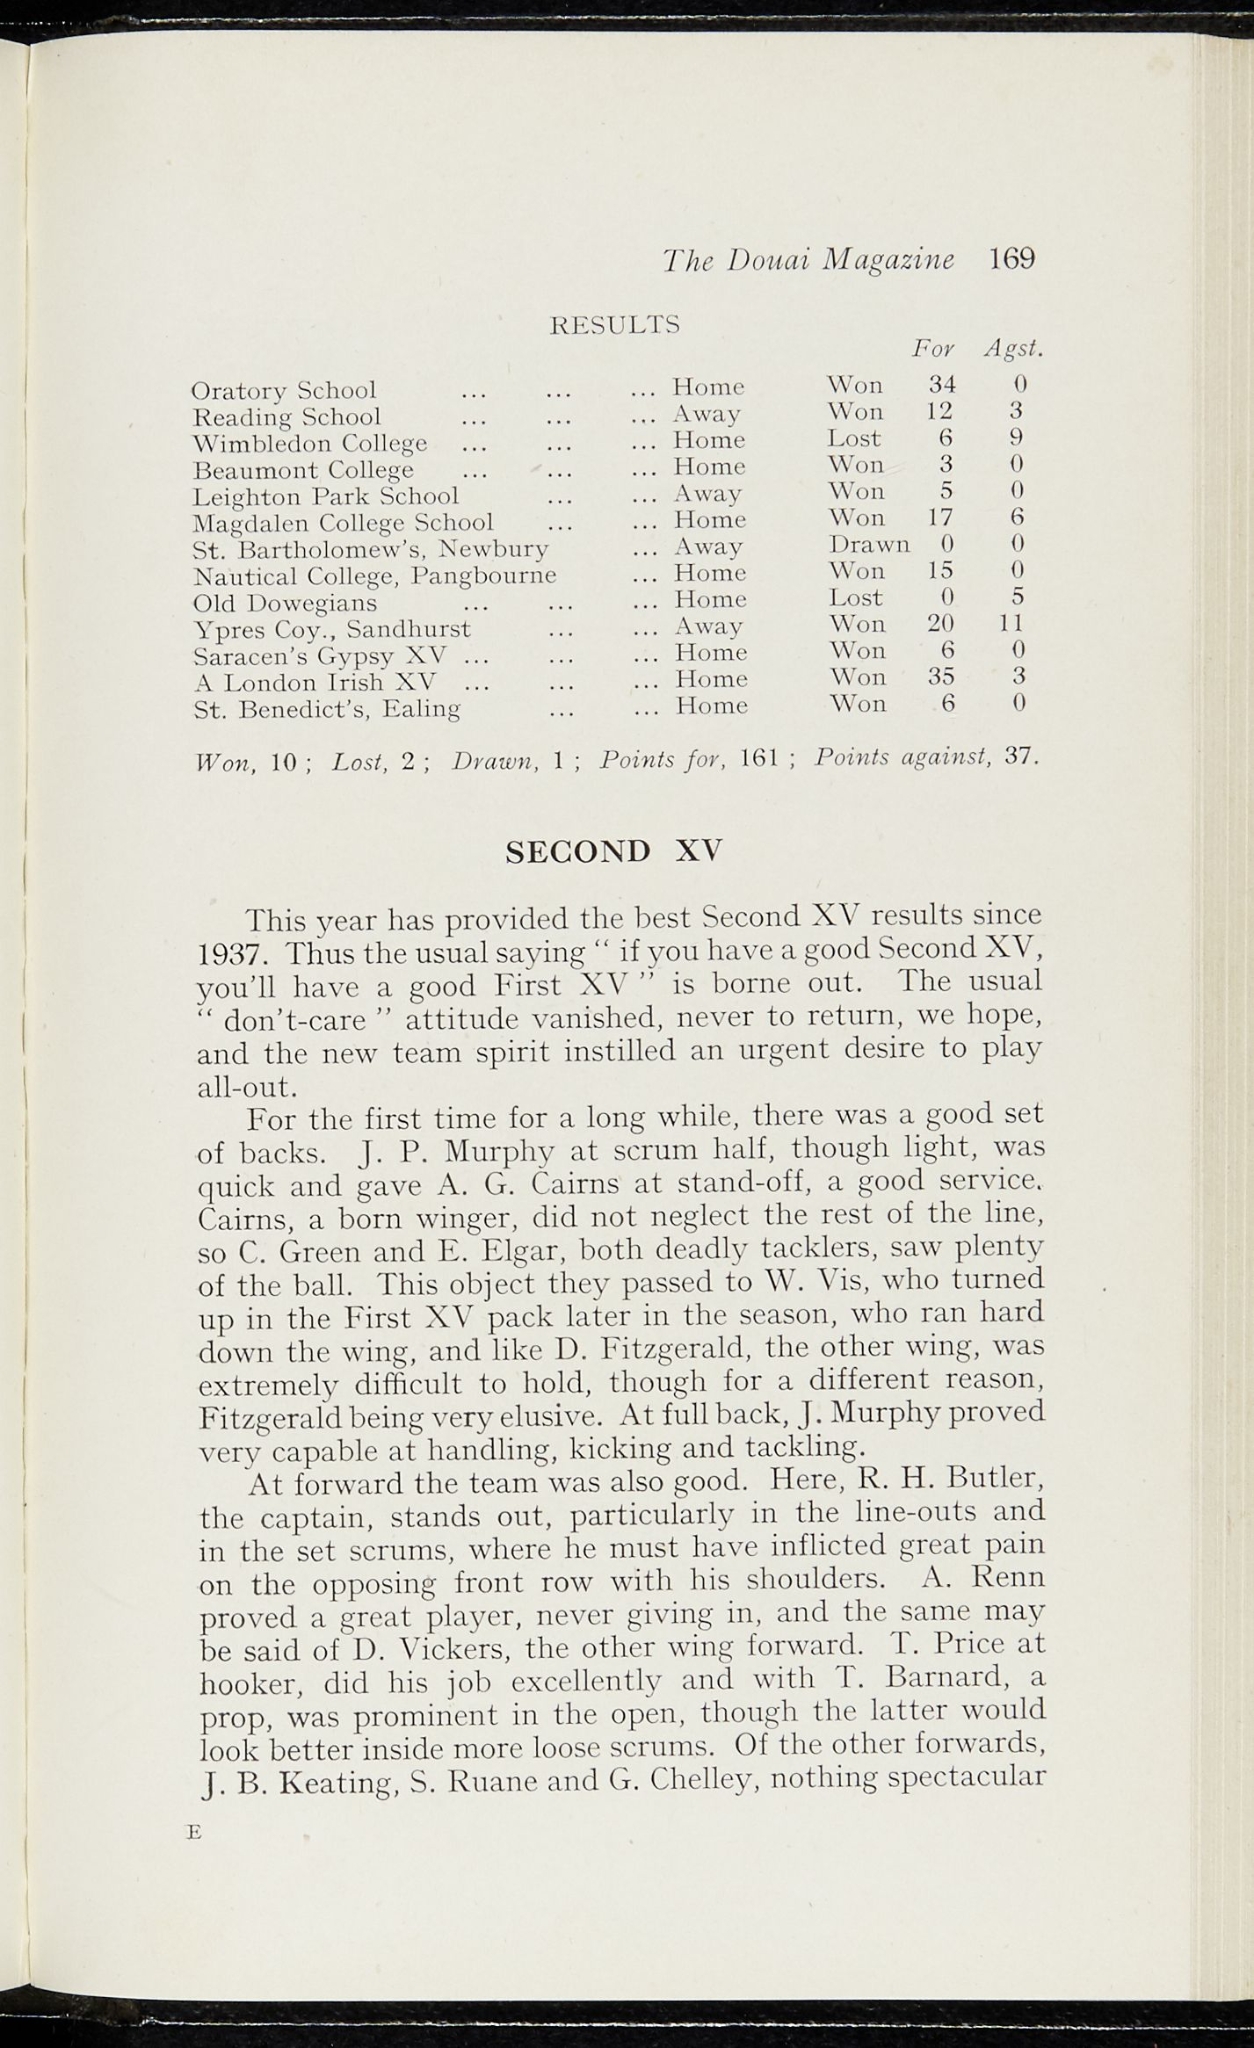 The Douai Magazine 169
RESULTS
For Agst.
Oratory School ... ... ... Home Won 34 0
Reading School ... ... ... Away Won 12 3
Wimbledon College ... ... ... Home Lost 6 9
Beaumont College ... ... ... Home Won 3 0
Leighton Park School ... ... Away Won 5 0
Magdalen College School ... ... Home Won 17 6
St. Bartholomew's, Newbury ... Away Drawn 0 0
Nautical College, Pangbourne ... Home Won 15 0
Old Dowegians ... ... ... Home Lost 0 5
Ypres Coy., Sandhurst ... ... Away Won 20 11
Saracen's Gypsy XV ... ... ... Home Won 6 0
A London Irish XV ... ... ... Home Won 35 3
St. Benedict's, Ealing ... ... Home Won 6 0
Won, 10 ; Lost, 2 ; Drawn, 1 ; Points for, 161 ; Points against, 37.
SECOND XV
This year has provided the best Second XV results since
1937. Thus the usual saying “ if you have a good Second XV,
you'll have a good First XV ” is borne out. The usual
“ don't-care ” attitude vanished, never to return, we hope,
and the new team spirit instilled an urgent desire to play
all-out.
For the first time for a long while, there was a good set
of backs. J. P. Murphy at scrum half, though light, was
quick and gave A. G. Cairns at stand-off, a good service.
Cairns, a born winger, did not neglect the rest of the line,
so C. Green and E. Elgar, both deadly tacklers, saw plenty
of the ball. This object they passed to W. Vis, who turned
up in the First XV pack later in the season, who ran hard
down the wing, and like D. Fitzgerald, the other wing, was
extremely difficult to hold, though for a different reason,
Fitzgerald being very elusive. At full back, J. Murphy proved
very capable at handling, kicking and tackling.
At forward the team was also good. Here, R. H. Butler,
the captain, stands out, particularly in the line-outs and
in the set scrums, where he must have inflicted great pain
on the opposing front row with his shoulders. A. Renn
proved a great player, never giving in, and the same may
be said of D. Vickers, the other wing forward. T. Price at
hooker, did his job excellently and with T. Barnard, a
prop, was prominent in the open, though the latter would
look better inside more loose scrums. Of the other forwards,
J. B. Keating, S. Ruane and G. Chelley, nothing spectacular
E